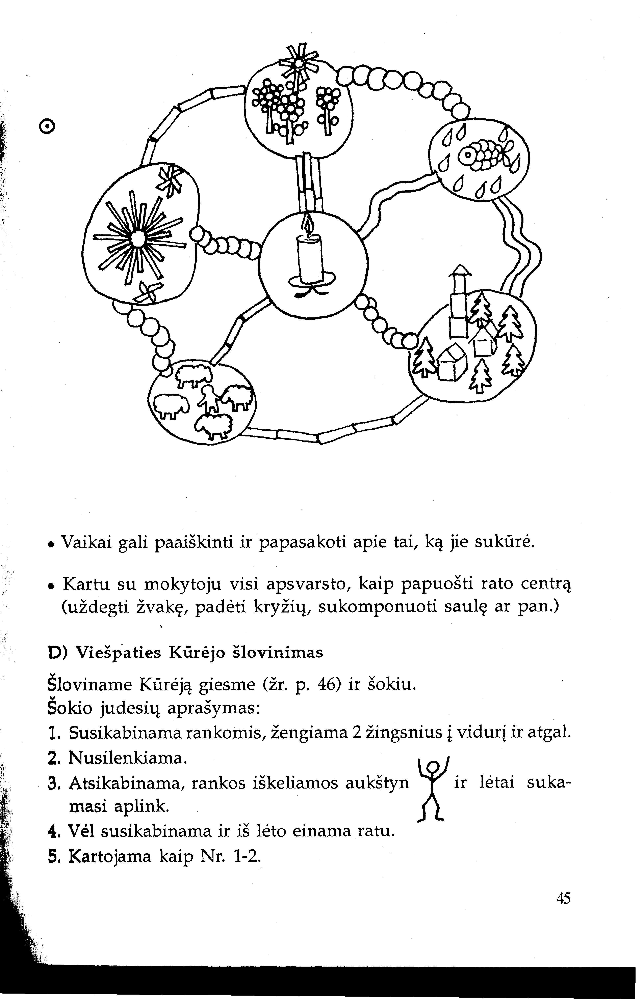 • Vaikai gali paaiškinti ir papasakoti apie tai, ką jie sukūrė.
• Kartu su mokytoju visi apsvarsto, kaip papuošti rato centrą
(uždegti žvakę, padėti kryžių, sukomponuoti saulę ar pan.)
D) Viešpaties Kūrėjo šlovinimas
Šloviname Kūrėją giesme (žr. p. 46) ir šokiu.
Šokio judesių aprašymas:
1. Susikabinama rankomis, žengiama 2 žingsnius į vidurį ir atgal.
2. Nusilenkiama.
3. Atsikabinama, rankos iškeliamos aukštyn ir lėtai suka-
masi aplink.
4. Vėl susikabinama ir iš lėto einama ratu.
5. Kartojama kaip Nr. 1-2.
45